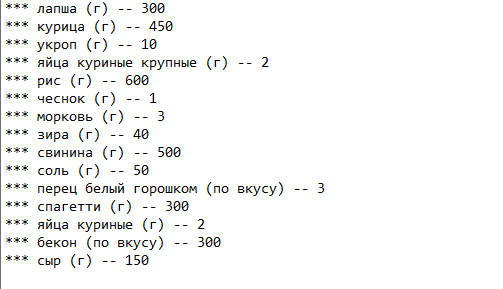 *** лапша (г) -- 300
*** курица (г) -- 450
*** укроп (г) -- 10
*** яйца куриные крупные (г) -- 2
*** рис (г) -- 600
*** чеснок (г) -- 1
*** морковь (г) -- 3
*** зира (г) -- 40
*** свинина (г) -- 500
*** соль (г) -- 50
*** перец белый горошком (по вкусу) -- 3
*** спагетти (г) -- 300
*** яйца куриные (г) -- 2
*** бекон (по вкусу) -- 300
*** сыр (г) -- 150